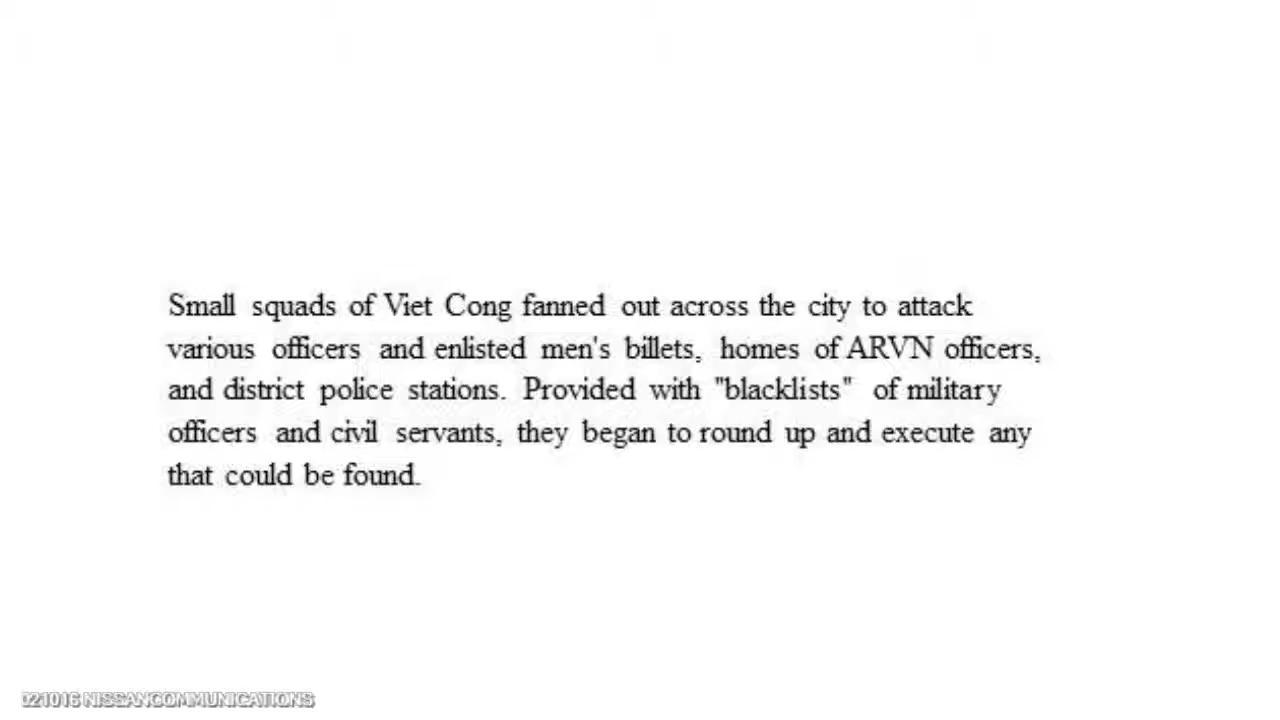 Small squads of Viet Cong fanned out across the city to attack
various officers and enlisted men's billets, homes of ARVN officers,
and district police stations. Provided with "blacklists" of military
officers and civil servants, they began to round up and execute any
that could be found.
021016 NISSANCOMMUNICATIONS